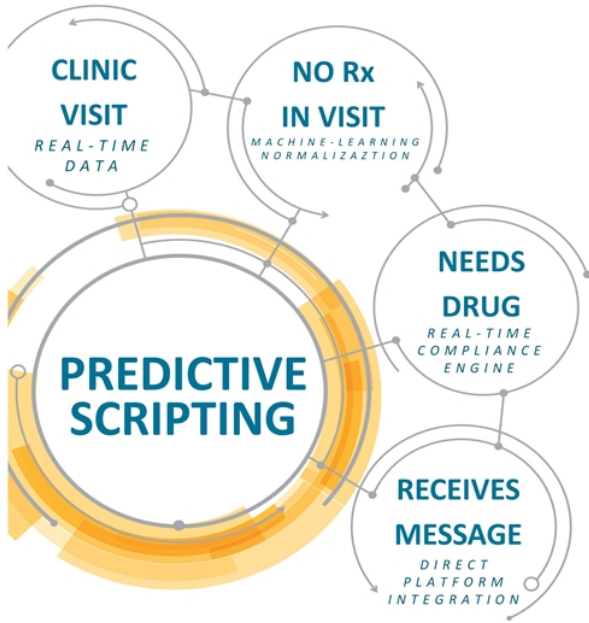 CLINIC
VISIT
REAL-TIME
DATA
NO Rx
IN VISIT
MACHINE-LEARNING
NORMALIZAZTION
NEEDS
DRUG
REAL-TIME
COMPLIANCE
ENGINE
PREDICTIVE
SCRIPTING
RECEIVES
MESSAGE
DIRECT
PLATFORM
INTEGRATION